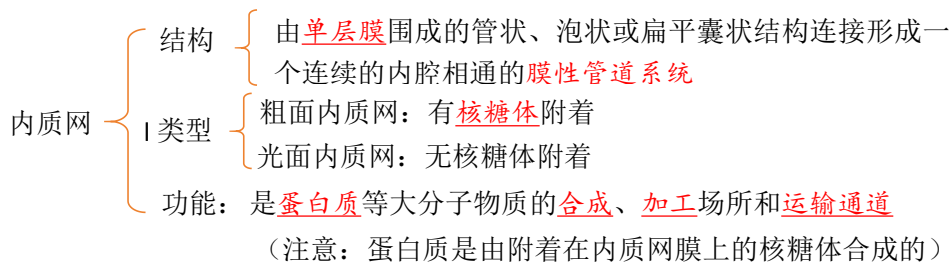 结构
由单层膜围成的管状、泡状或扁平囊状结构连接形成一
个连续的内腔相通的膜性管道系统
内质网
I 类型
粗面内质网：有核糖体附着
光面内质网：无核糖体附着
功能：是蛋白质等大分子物质的合成、加工场所和运输通道
（注意：蛋白质是由附着在内质网膜上的核糖体合成的）